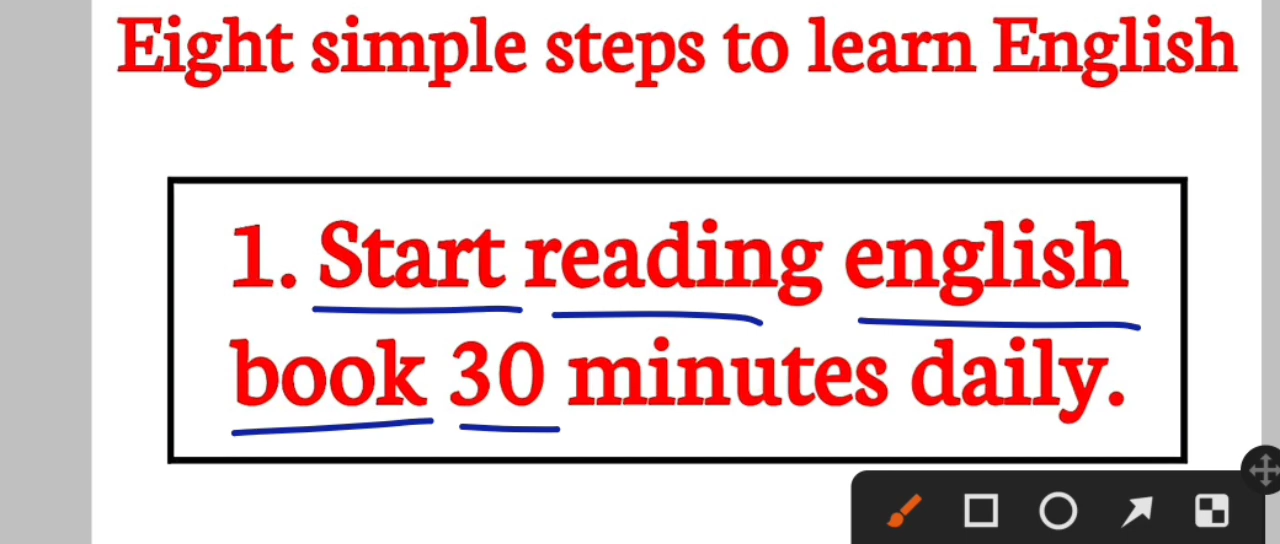 Eight simple steps to learn English
1. Start reading english
book 30 minutes daily.